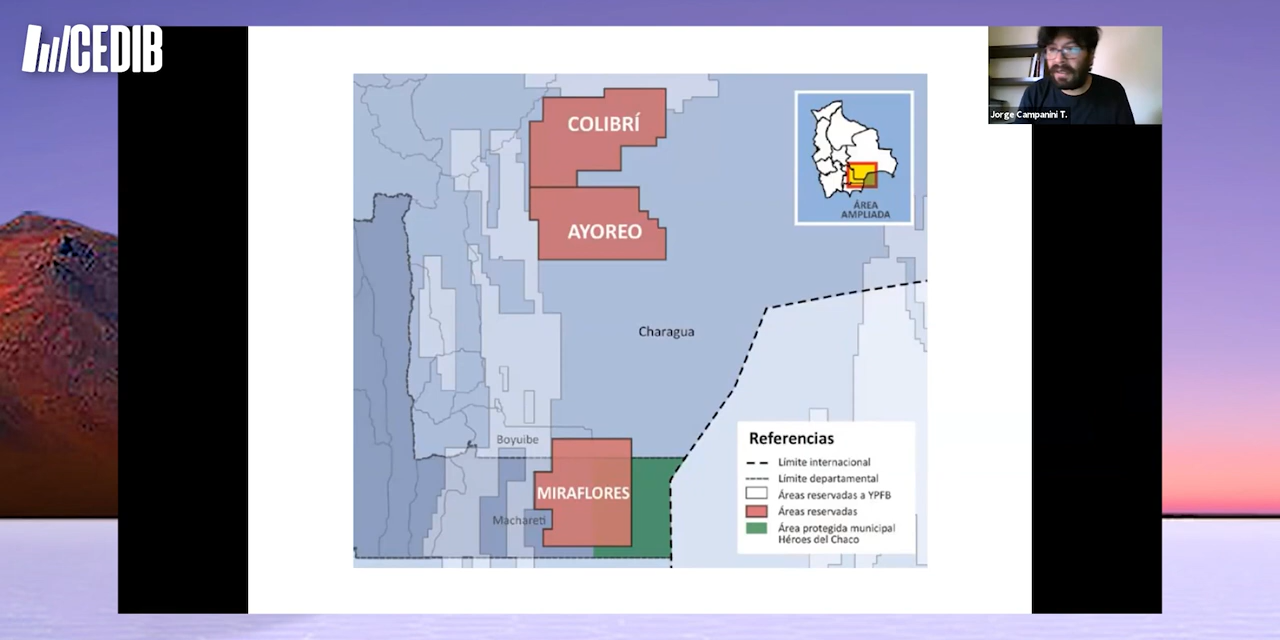 CEDIB
Jorge Campanini T.
COLIBRÍ
AYOREO
ÁREA
AMPLIADA
Charagua
Boyuibe
MIRAFLORES
Macharetí
Referencias
Límite internacional
Límite departamental
Áreas reservadas a YPFB
Áreas reservadas
Área protegida municipal
Héroes del Chaco